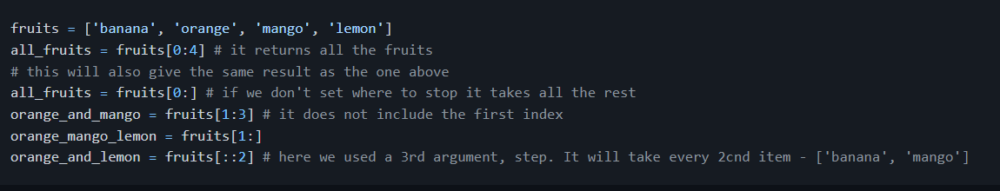 fruits = ['banana', 'orange', 'mango', 'lemon']
all_fruits = fruits[0:4] # it returns all the fruits
# this will also give the same result as the one above
all_fruits = fruits[0:] # if we don't set where to stop it takes all the rest
orange_and_mango = fruits[1:3] # it does not include the first index
orange_mango_lemon = fruits[1:]
orange_and_lemon = fruits[::2] # here we used a 3rd argument, step. It will take every 2cnd item - ['banana', 'mango']